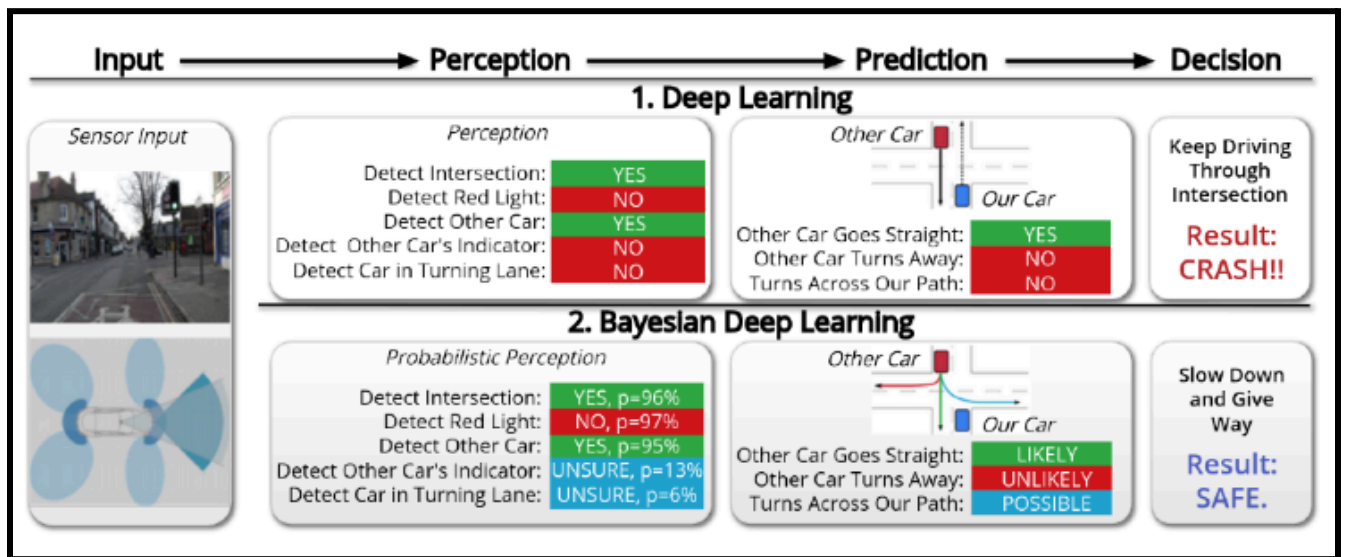 Input Perception Prediction Decision
1. Deep Learning
Sensor Input
Perception
Detect Intersection: YES
Detect Red Light: NO
Detect Other Car: YES
Detect Other Car's Indicator: NO
Detect Car in Turning Lane: NO
Other Car
Our Car
Other Car Goes Straight: YES
Other Car Turns Away: NO
Turns Across Our Path: NO
Keep Driving
Through
Intersection
Result:
CRASH!!
2. Bayesian Deep Learning
Probabilistic Perception
Detect Intersection: YES, p=96%
Detect Red Light: NO, p=97%
Detect Other Car: YES, p=95%
Detect Other Car's Indicator: UNSURE, p=13%
Detect Car in Turning Lane: UNSURE, p=6%
Other Car
Our Car
Other Car Goes Straight: LIKELY
Other Car Turns Away: UNLIKELY
Turns Across Our Path: POSSIBLE
Slow Down
and Give
Way
Result:
SAFE.